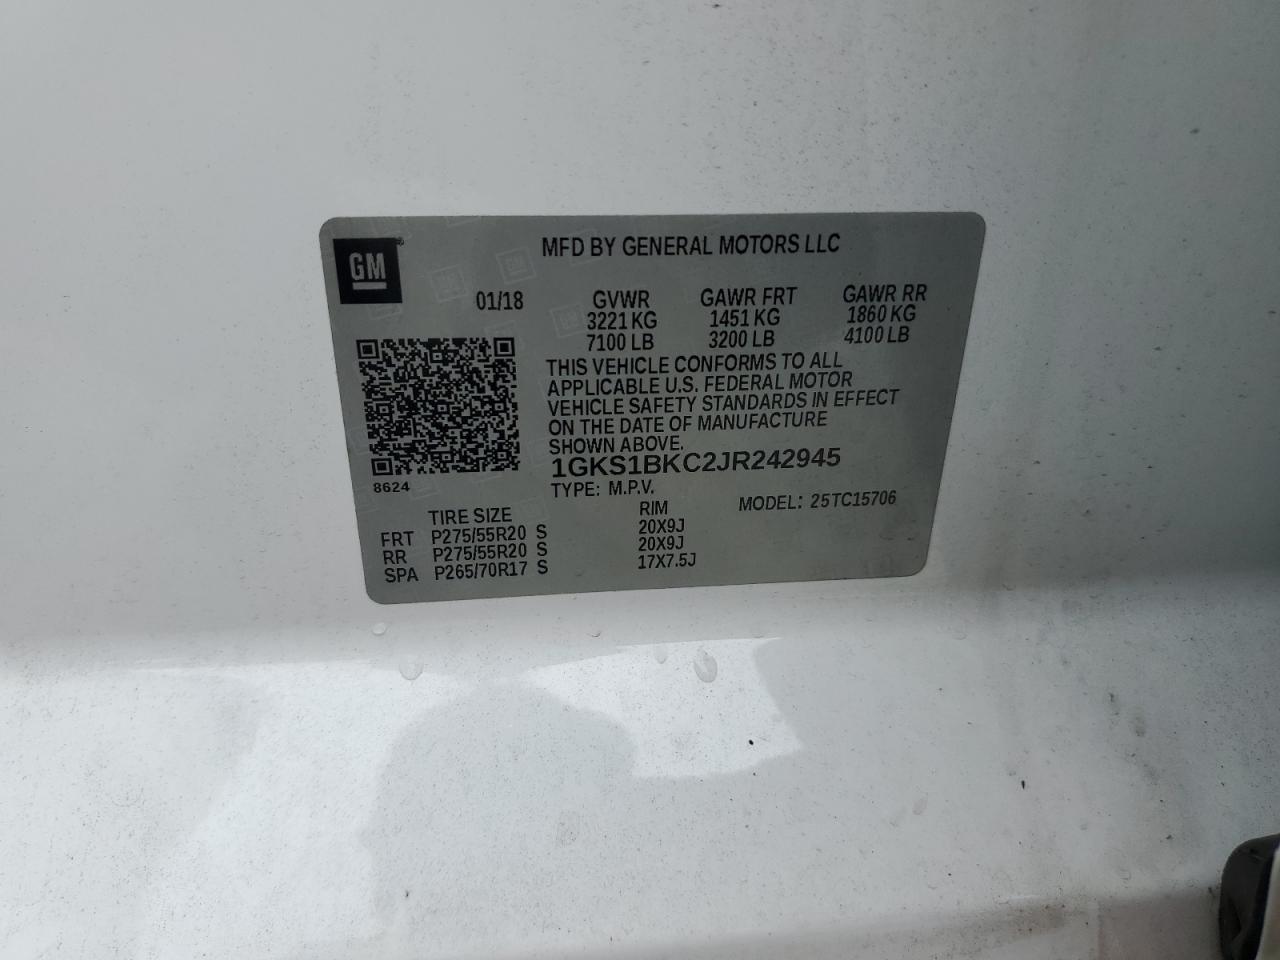 GM
MFD BY GENERAL MOTORS LLC
01/18 GVWR GAWR FRT GAWR RR
3221 KG 1451 KG 1860 KG
7100 LB 3200 LB 4100 LB
THIS VEHICLE CONFORMS TO ALL
APPLICABLE U.S. FEDERAL MOTOR
VEHICLE SAFETY STANDARDS IN EFFECT
ON THE DATE OF MANUFACTURE
SHOWN ABOVE.
1GKS1BKC2JR242945
8624
TYPE: M.P.V. MODEL: 25TC15706
TIRE SIZE RIM
FRT P275/55R20 S 20X9J
RR P275/55R20 S 20X9J
SPA P265/70R17 S 17X7.5J